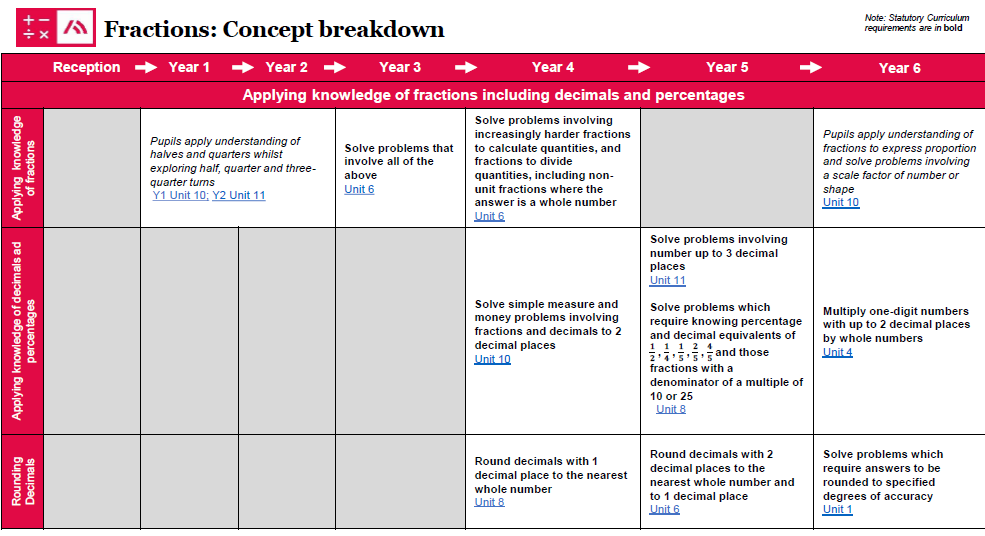 Fractions: Concept breakdown
Note: Statutory Curriculum
requirements are in bold
Reception Year 1 Year 2 Year 3 Year 4 Year 5 Year 6
Applying knowledge of fractions including decimals and percentages
Applying knowledge
of fractions
Pupils apply understanding of
halves and quarters whilst
exploring half, quarter and three-
quarter turns
Y1 Unit 10; Y2 Unit 11
Solve problems that
involve all of the
above
Unit 6
Solve problems involving
increasingly harder fractions
to calculate quantities, and
fractions to divide
quantities, including non-
unit fractions where the
answer is a whole number
Unit 6
Pupils apply understanding of
fractions to express proportion
and solve problems involving
a scale factor of number or
shape
Unit 10
Applying knowledge of decimals ad
percentages
Solve simple measure and
money problems involving
fractions and decimals to 2
decimal places
Unit 10
Solve problems involving
number up to 3 decimal
places
Unit 11
Solve problems which
require knowing percentage
and decimal equivalents of
1/2, 1/4, 1/5, 2/5, 4/5 and those
fractions with a
denominator of a multiple of
10 or 25
Unit 8
Multiply one-digit numbers
with up to 2 decimal places
by whole numbers
Unit 4
Rounding
Decimals
Round decimals with 1
decimal place to the nearest
whole number
Unit 8
Round decimals with 2
decimal places to the
nearest whole number and
to 1 decimal place
Unit 6
Solve problems which
require answers to be
rounded to specified
degrees of accuracy
Unit 1